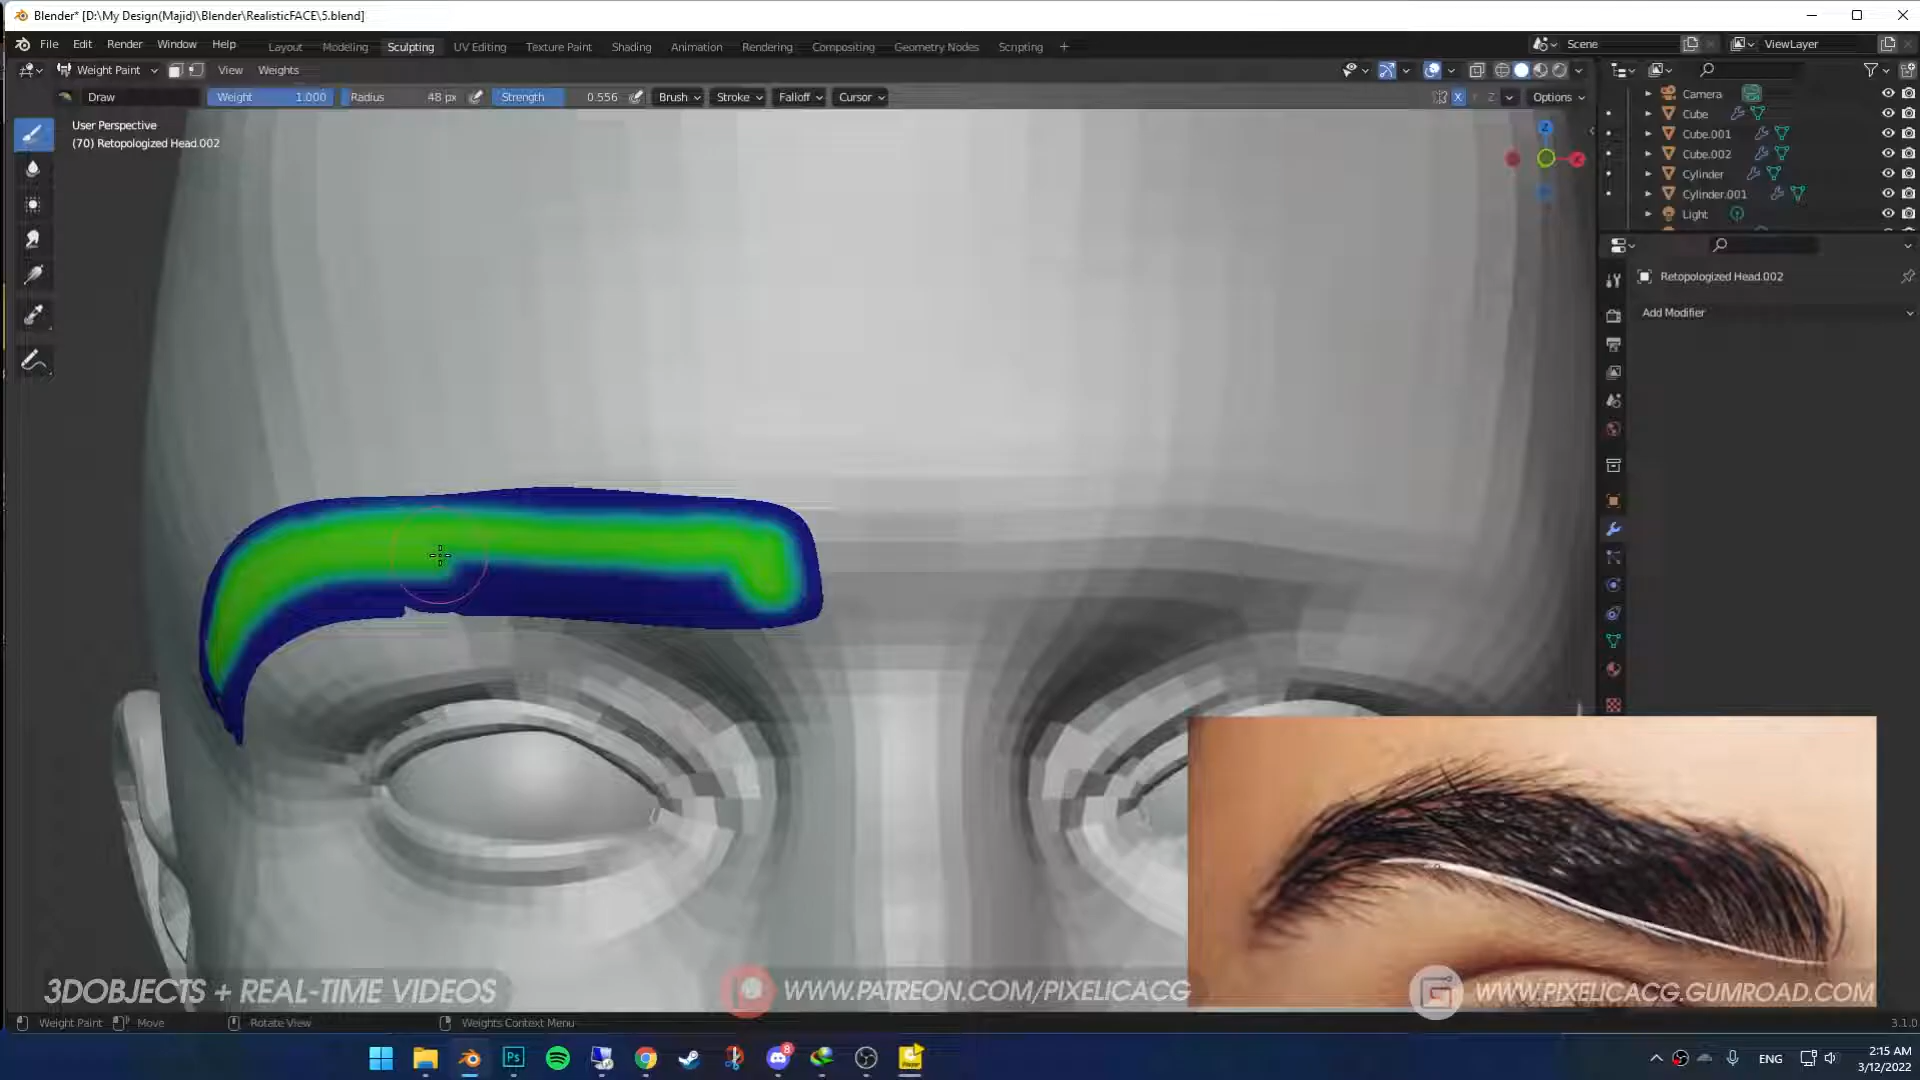 Blender* [D:\My Design(Majid)\Blender\RealisticFACE\5.blend]
File Edit Render Window Help
Layout Modeling Sculpting UV Editing Texture Paint Shading Animation Rendering Compositing Geometry Nodes Scripting +
Scene
ViewLayer
Weight Paint View Weights
Draw Weight 1.000 Radius 48 px Strength 0.556 Brush Stroke Falloff Cursor
X Y Z Options
User Perspective
(70) Retopologized Head.002
Z
X
Camera
Cube
Cube.001
Cube.002
Cylinder
Cylinder.001
Light
Retopologized Head.002
Add Modifier
3DOBJECTS + REAL-TIME VIDEOS
WWW.PATREON.COM/PIXELICACG
WWW.PIXELICACG.GUMROAD.COM
Weight Paint Move Rotate View Weights Context Menu
3.1.0
Ps
8
ENG
2:15 AM
3/12/2022